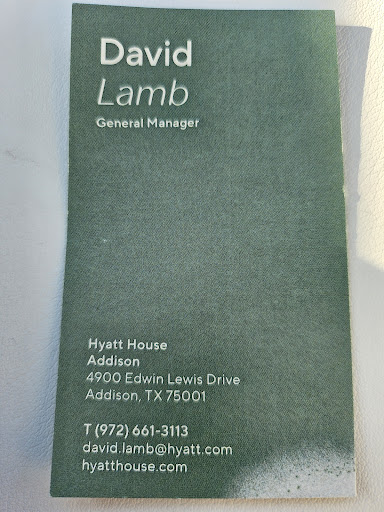 David
Lamb
General Manager
Hyatt House
Addison
4900 Edwin Lewis Drive
Addison, TX 75001
T (972) 661-3113
david.lamb@hyatt.com
hyatthouse.com